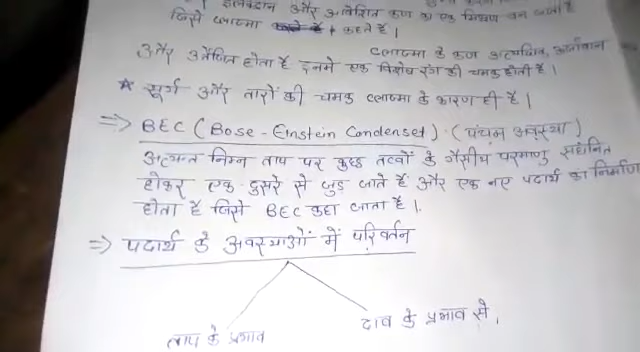 इलेक्ट्रान और आवेशित कण का एक मिश्रण बन जाता है
जिसे प्लाज्मा कहते है।
प्लाज्मा के कण अत्यधिक ऊर्जावान
और उत्तेजित होता है इनमे एक विशेष रंग की चमक होती है।
* सूर्य और तारों की चमक प्लाज्मा के कारण ही है।
=> BEC (Bose-Einstein Condenset) (पंचम अवस्था)
अत्यन्त निम्न ताप पर कुछ तत्वों के गैसीय परमाणु संघनित
होकर एक दुसरे से जुड़ जाते हैं और एक नए पदार्थ का निर्माण
होता है जिसे BEC कहा जाता है।
=> पदार्थ के अवस्थाओं में परिवर्तन
ताप के प्रभाव
दाब के प्रभाव से,